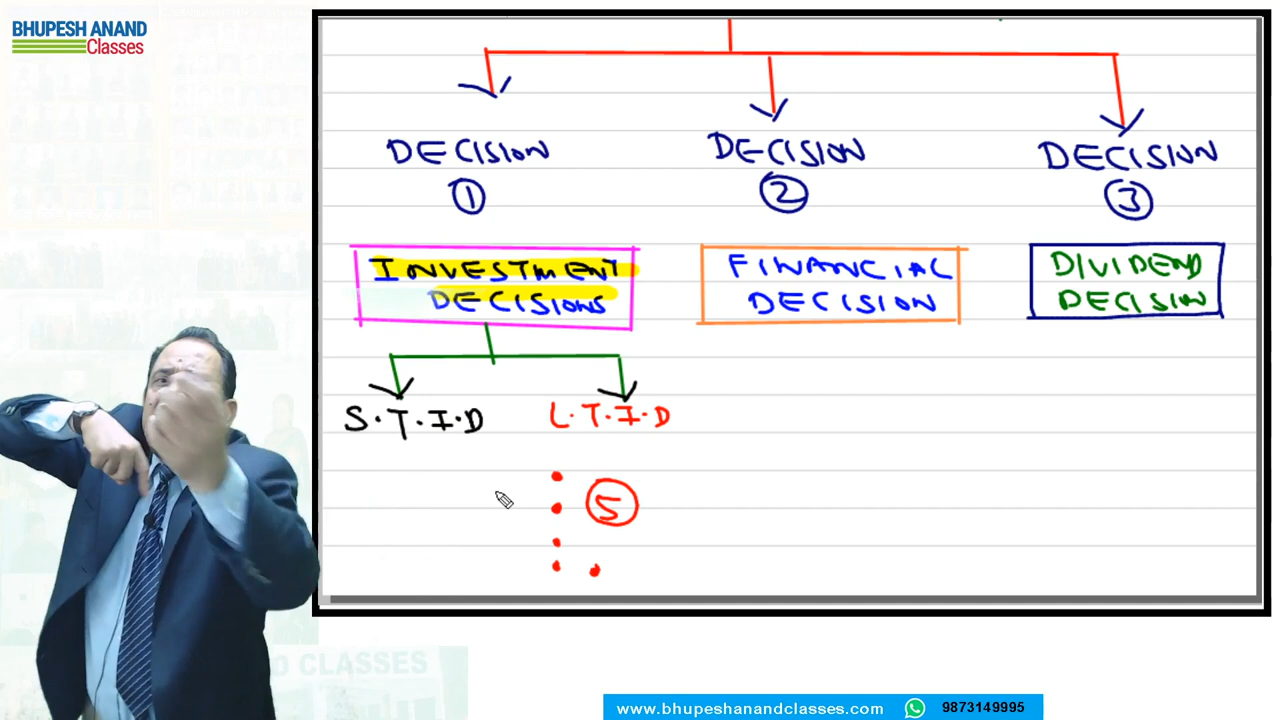 BHUPESH ANAND
Classes
DECISION
①
DECISION
②
DECISION
③
INVESTMENT
DECISIONS
FINANCIAL
DECISION
DIVIDEND
DECISION
S.T.I.D
L.T.I.D
⑤
D CLASSES
www.bhupeshanandclasses.com
9873149995